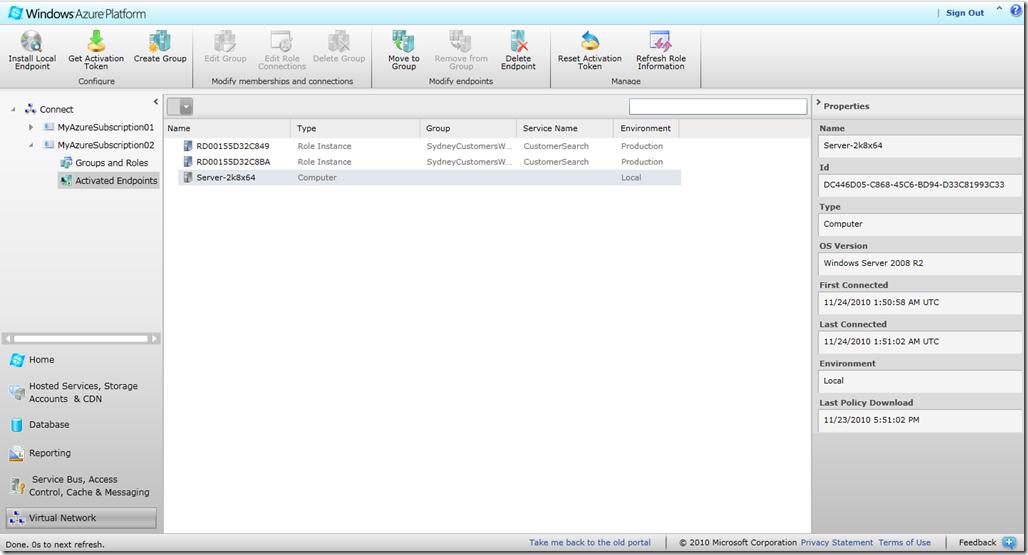 Windows Azure Platform
| Sign Out
Install Local Endpoint
Get Activation Token
Create Group
Configure
Edit Group
Edit Role Connections
Delete Group
Modify memberships and connections
Move to Group
Remove from Group
Delete Endpoint
Modify endpoints
Reset Activation Token
Refresh Role Information
Manage
Connect
MyAzureSubscription01
MyAzureSubscription02
Groups and Roles
Activated Endpoints
Home
Hosted Services, Storage
Accounts & CDN
Database
Reporting
Service Bus, Access
Control, Cache & Messaging
Virtual Network
Name Type Group Service Name Environment
RD00155D32C849 Role Instance SydneyCustomersW... CustomerSearch Production
RD00155D32C8BA Role Instance SydneyCustomersW... CustomerSearch Production
Server-2k8x64 Computer Local
Properties
Name
Server-2k8x64
Id
DC446D05-C868-45C6-BD94-D33C81993C33
Type
Computer
OS Version
Windows Server 2008 R2
First Connected
11/24/2010 1:50:58 AM UTC
Last Connected
11/24/2010 1:51:02 AM UTC
Environment
Local
Last Policy Download
11/23/2010 5:51:02 PM
Done. 0s to next refresh.
Take me back to the old portal | © 2010 Microsoft Corporation Privacy Statement Terms of Use | Feedback